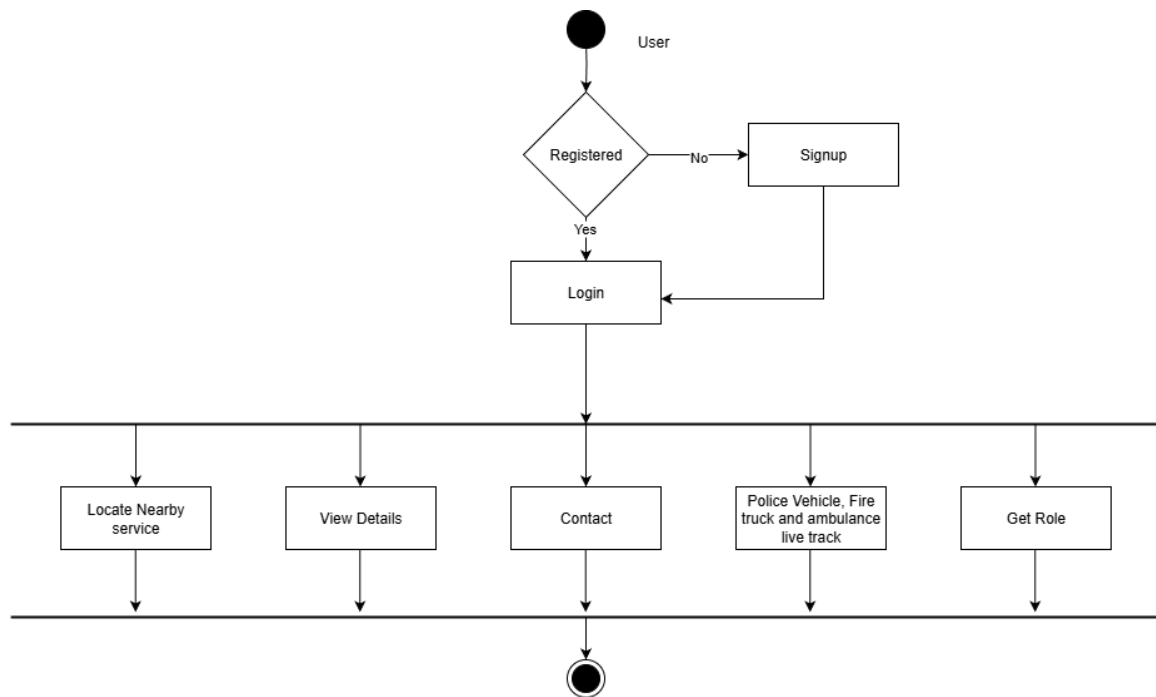 User
Registered
No
Signup
Yes
Login
Locate Nearby
service
View Details
Contact
Police Vehicle, Fire
truck and ambulance
live track
Get Role